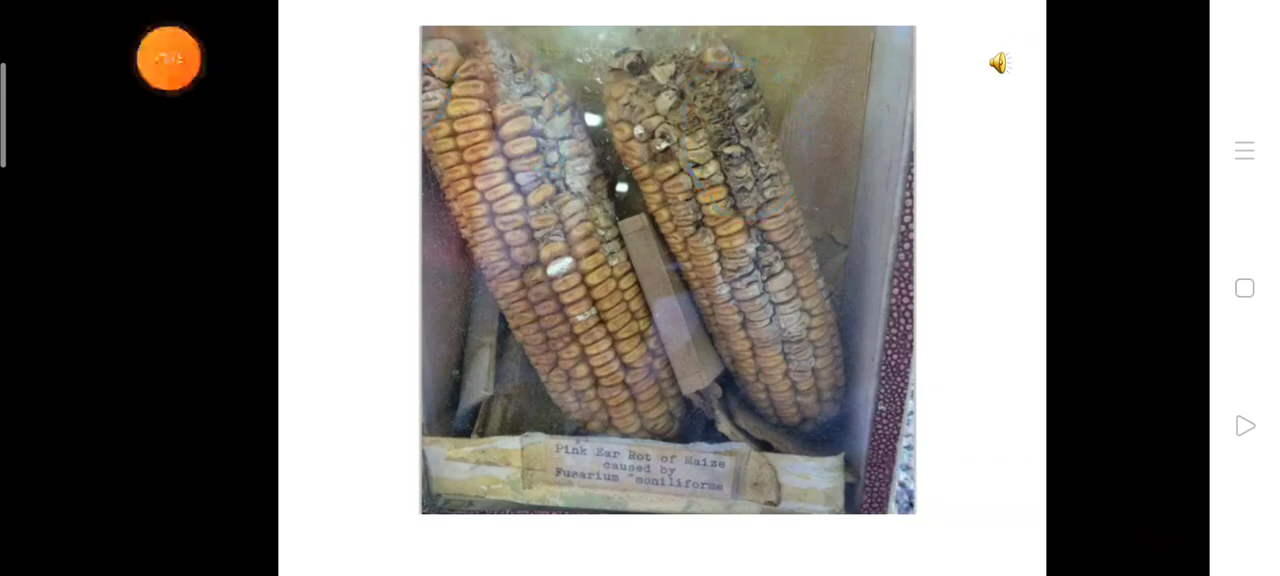 Pink Ear Rot of Maize
caused by
Fusarium "moniliforme